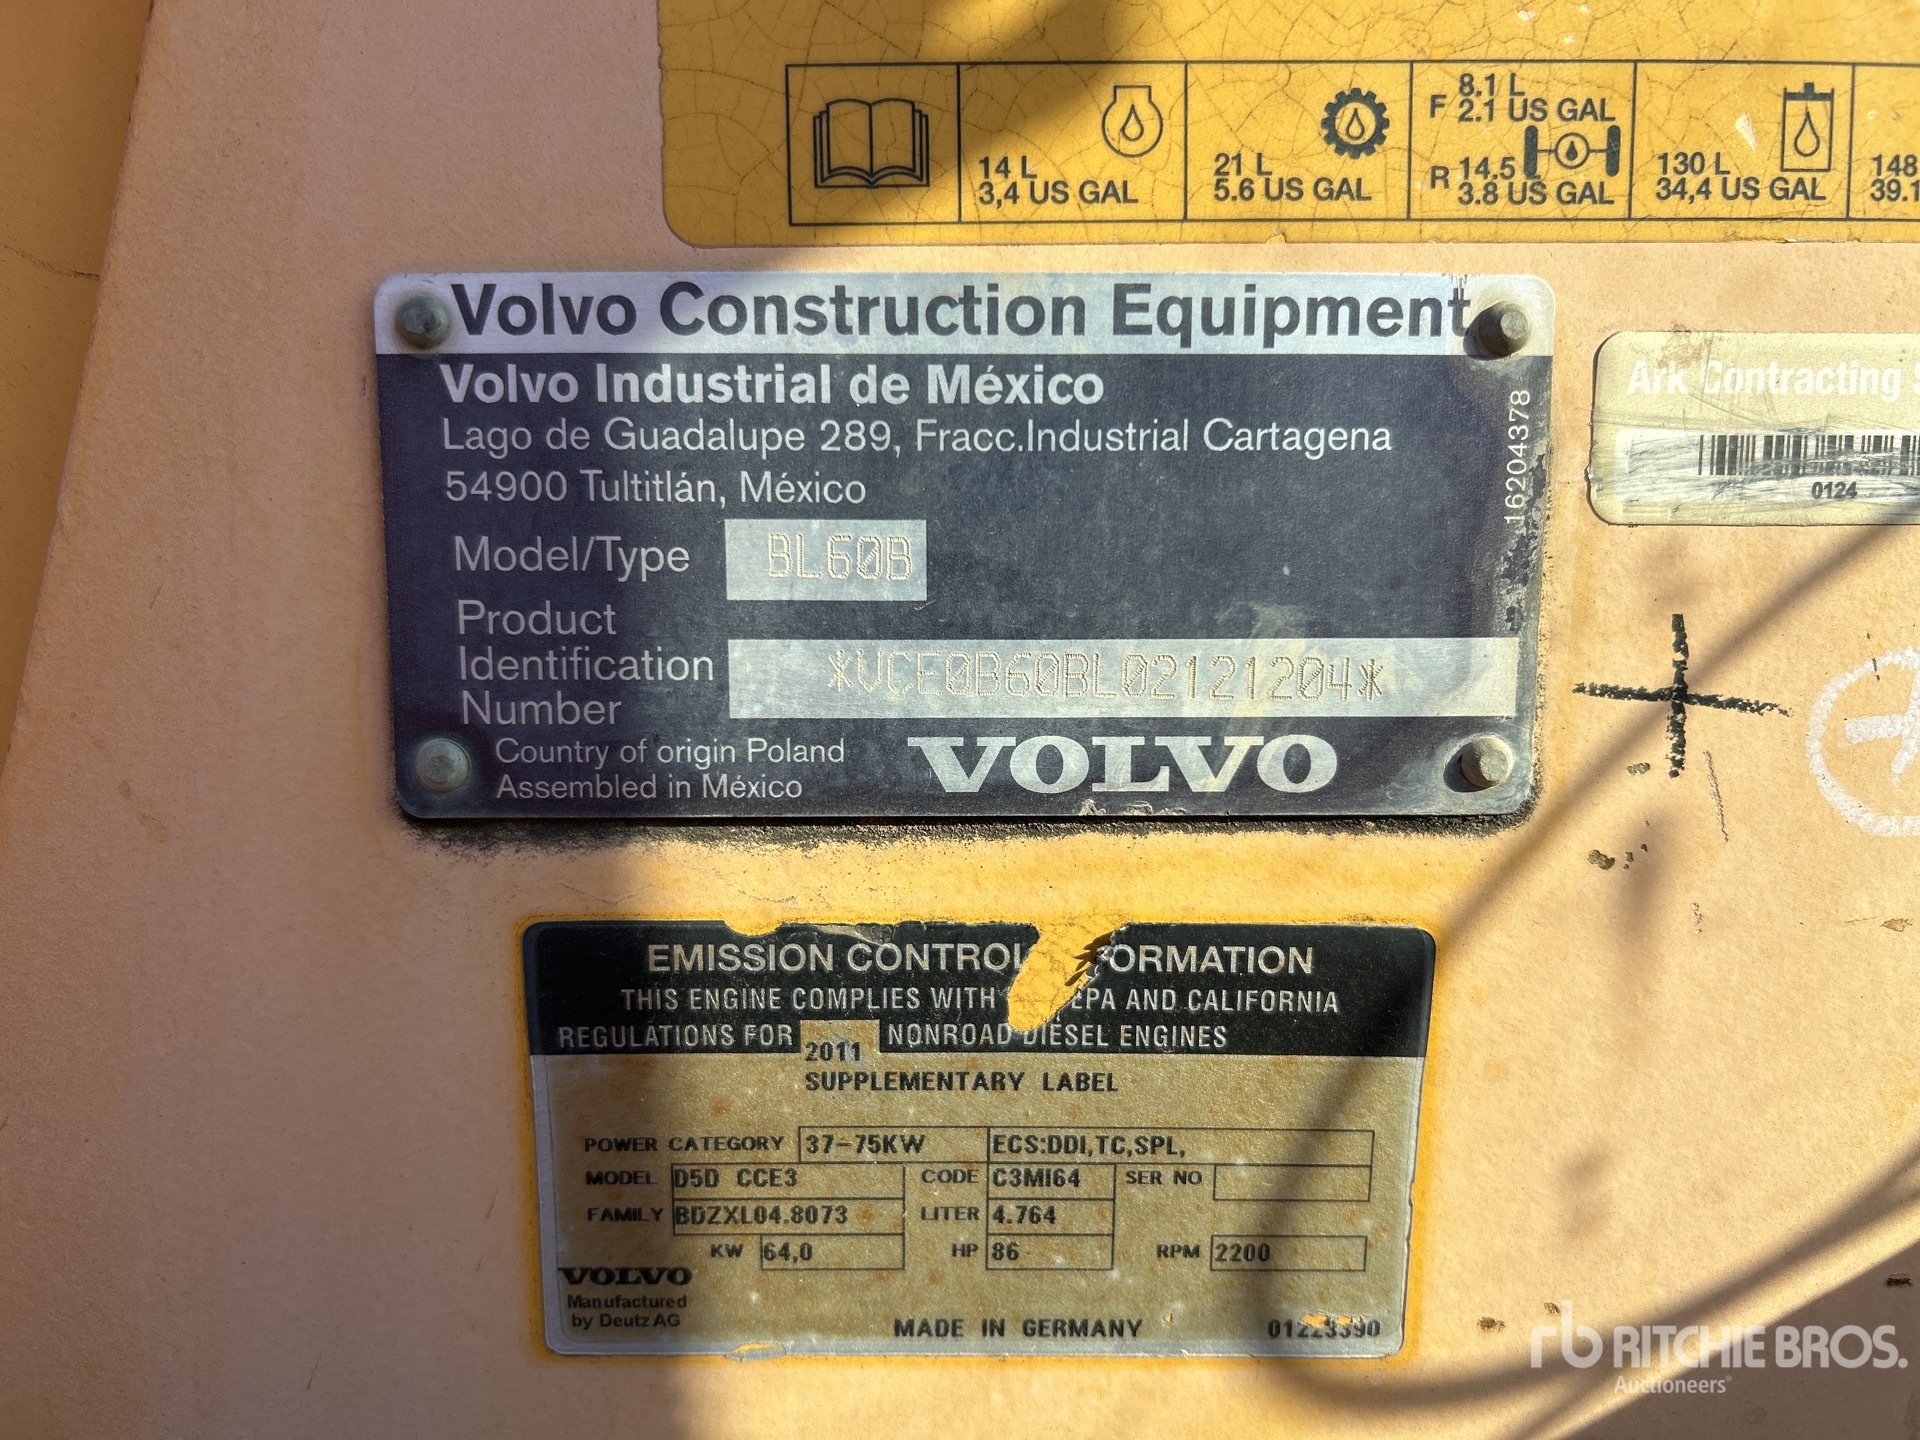 8.1 L
F 2.1 US GAL
14 L
3,4 US GAL
21 L
5.6 US GAL
R 14.5 L
3.8 US GAL
130 L
34,4 US GAL
148
39.1
Volvo Construction Equipment
Volvo Industrial de México
Lago de Guadalupe 289, Fracc.Industrial Cartagena
54900 Tultitlán, México
16204378
Model/Type BL60B
Product
Identification *VCE0B60BL02121204*
Number
Country of origin Poland
Assembled in México
VOLVO
Ark Contracting S
0124
EMISSION CONTROL FORMATION
THIS ENGINE COMPLIES WITH EPA AND CALIFORNIA
REGULATIONS FOR 2011 NONROAD DIESEL ENGINES
SUPPLEMENTARY LABEL
POWER CATEGORY 37-75KW ECS:DDI,TC,SPL,
MODEL D5D CCE3 CODE C3MI64 SER NO
FAMILY BDZXL04.8073 LITER 4.764
KW 64,0 HP 86 RPM 2200
VOLVO
Manufactured
by Deutz AG
MADE IN GERMANY 01223390
rb RITCHIE BROS.
Auctioneers